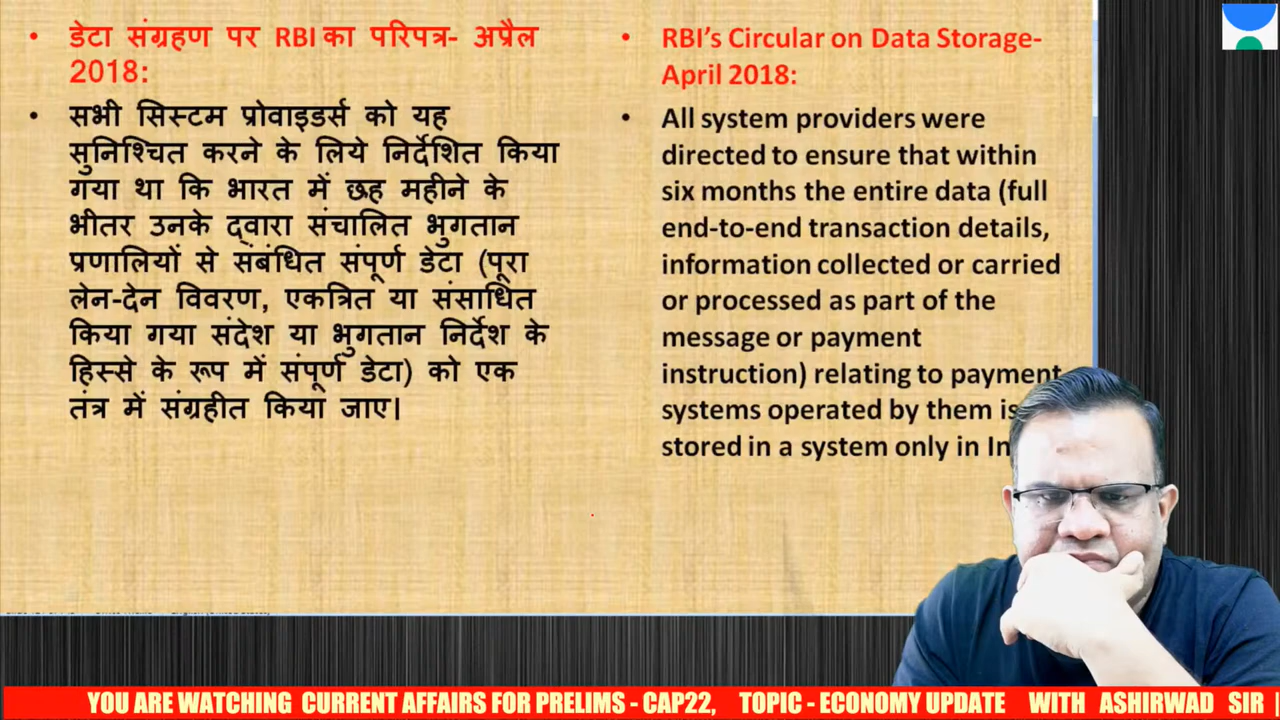 • डेटा संग्रहण पर RBI का परिपत्र- अप्रैल
2018:
• सभी सिस्टम प्रोवाइडर्स को यह
सुनिश्चित करने के लिये निर्देशित किया
गया था कि भारत में छह महीने के
भीतर उनके द्वारा संचालित भुगतान
प्रणालियों से संबंधित संपूर्ण डेटा (पूरा
लेन-देन विवरण, एकत्रित या संसाधित
किया गया संदेश या भुगतान निर्देश के
हिस्से के रूप में संपूर्ण डेटा) को एक
तंत्र में संग्रहीत किया जाए।
• RBI’s Circular on Data Storage-
April 2018:
• All system providers were
directed to ensure that within
six months the entire data (full
end-to-end transaction details,
information collected or carried
or processed as part of the
message or payment
instruction) relating to payment
systems operated by them is
stored in a system only in In
YOU ARE WATCHING CURRENT AFFAIRS FOR PRELIMS - CAP22, TOPIC - ECONOMY UPDATE WITH ASHIRWAD SIR